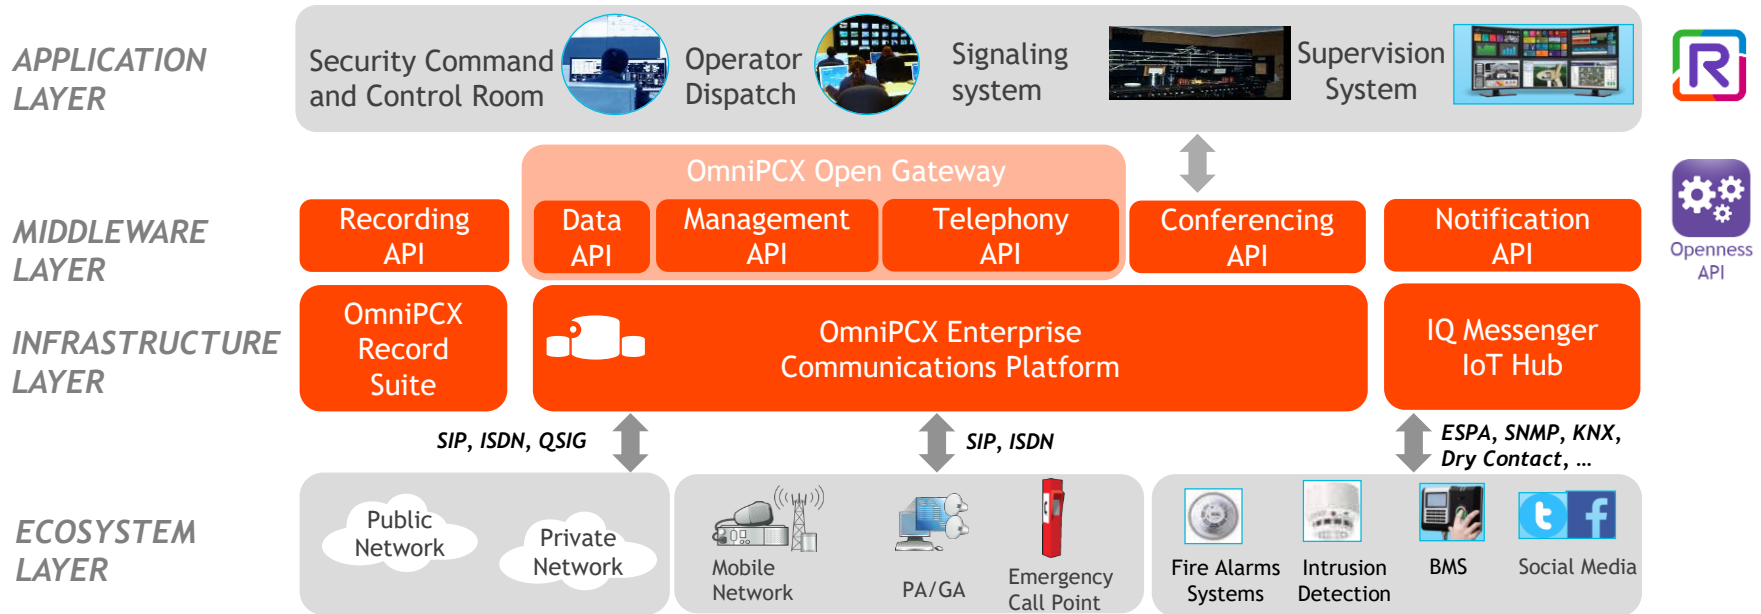 APPLICATION
LAYER
Security Command
and Control Room
Operator
Dispatch
Signaling
system
Supervision
System
R
OmniPCX Open Gateway
MIDDLEWARE
LAYER
Recording
API
Data
API
Management
API
Telephony
API
Conferencing
API
Notification
API
Openness
API
INFRASTRUCTURE
LAYER
OmniPCX
Record
Suite
OmniPCX Enterprise
Communications Platform
IQ Messenger
IoT Hub
SIP, ISDN, QSIG
SIP, ISDN
ESPA, SNMP, KNX,
Dry Contact, …
ECOSYSTEM
LAYER
Public
Network
Private
Network
Mobile
Network
PA/GA
Emergency
Call Point
Fire Alarms
Systems
Intrusion
Detection
BMS
Social Media